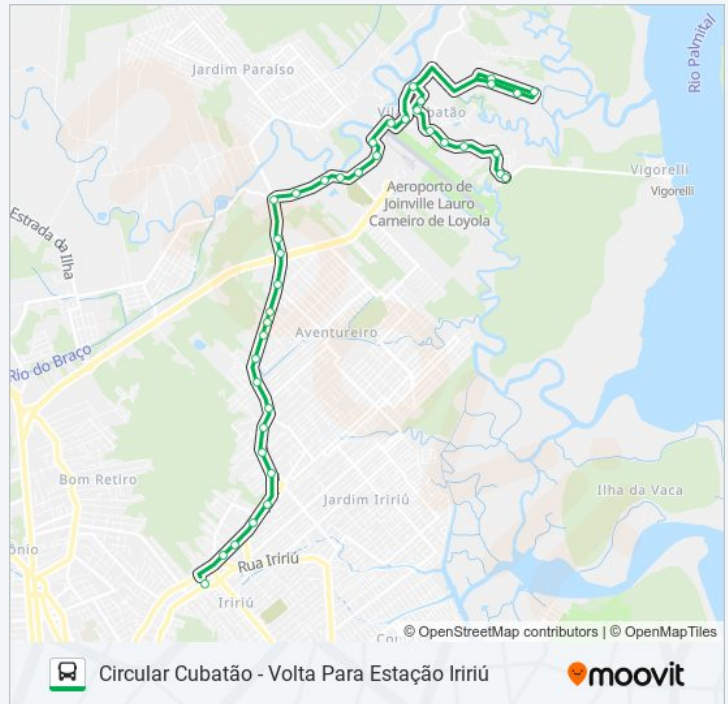 Jardim Paraíso
Rio Palmital
Cubatão
Vigorelli
Vigorelli
Aeroporto de
Joinville Lauro
Carneiro de Loyola
Estrada da Ilha
Aventureiro
Rio do Braço
Bom Retiro
Jardim Iririú
Ilha da Vaca
ônio
Rua Iririú
Iririú
© OpenStreetMap contributors | © OpenMapTiles
Circular Cubatão - Volta Para Estação Iririú
moovit